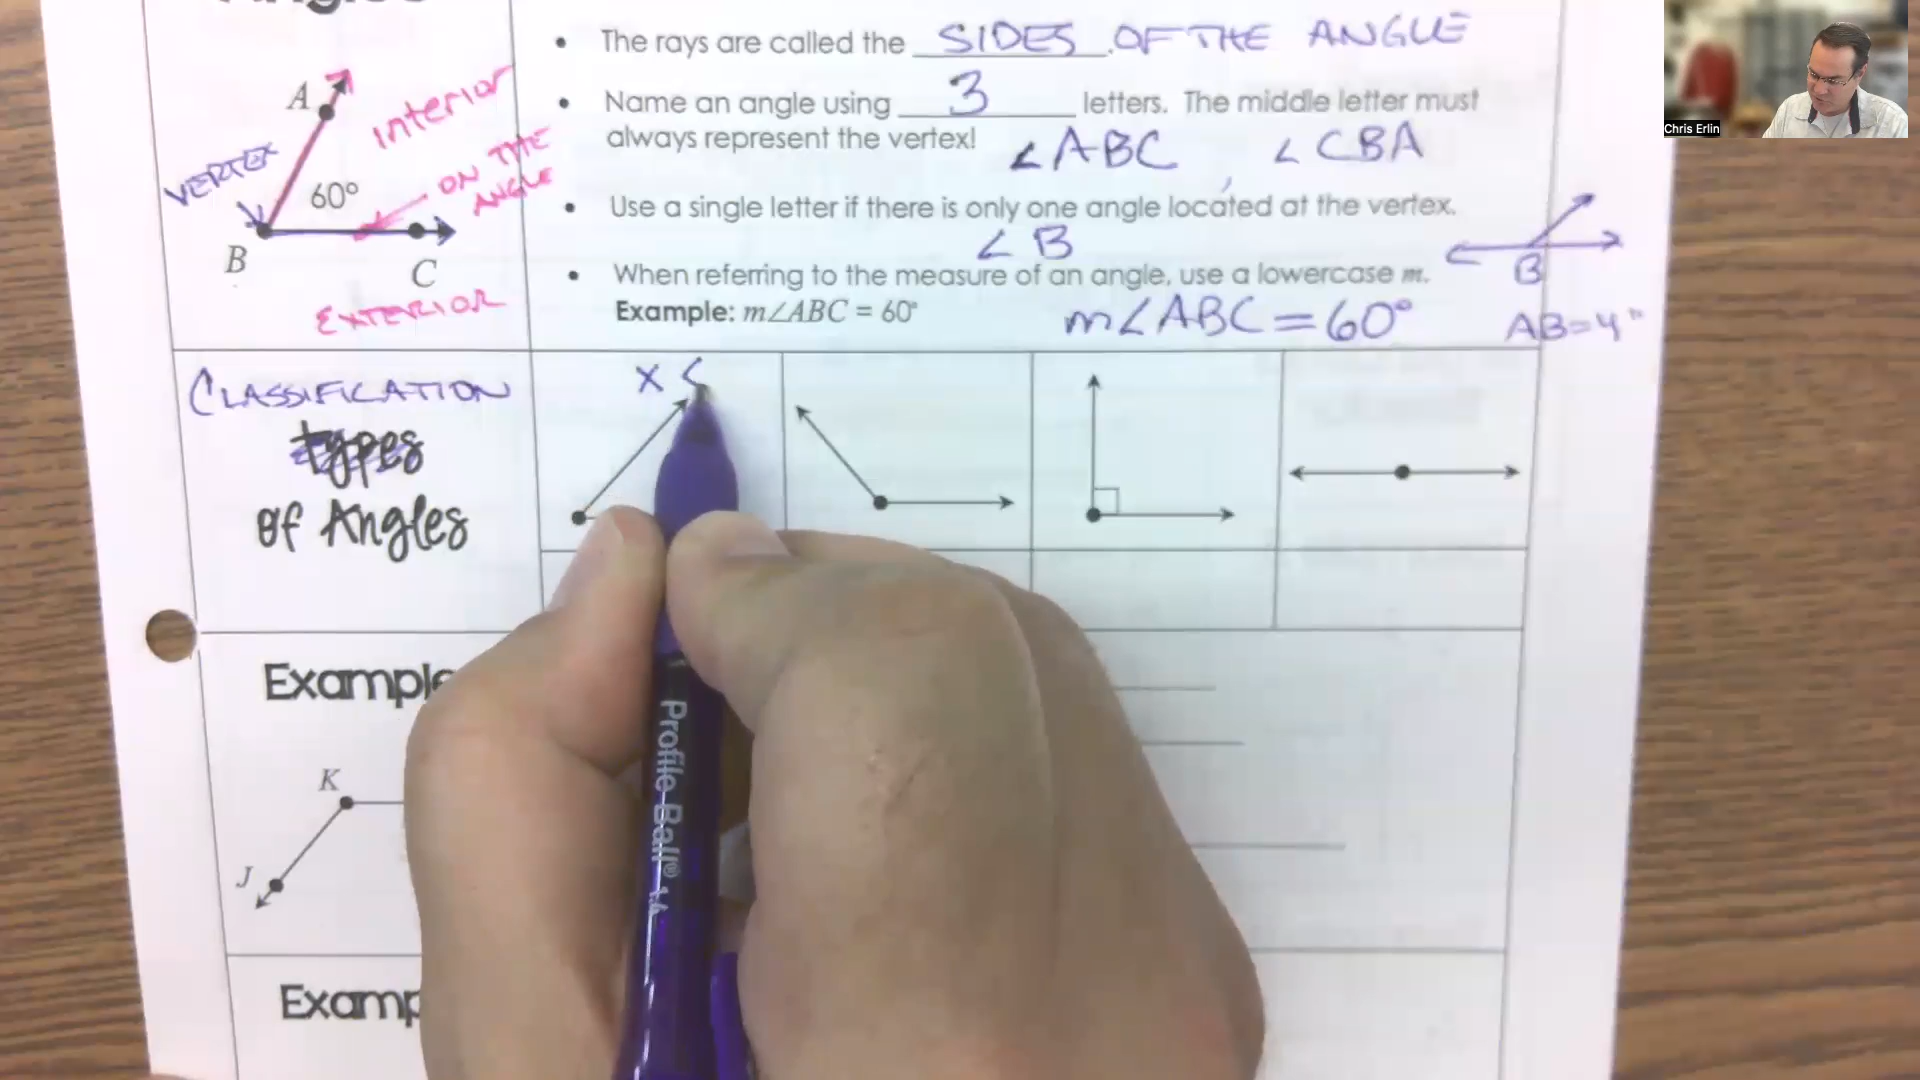 Angles
The rays are called the SIDES OF THE ANGLE
Name an angle using 3 letters. The middle letter must
always represent the vertex! ∠ABC, ∠CBA
Use a single letter if there is only one angle located at the vertex.
∠B
When referring to the measure of an angle, use a lowercase m.
Example: m∠ABC = 60° m∠ABC = 60°
A
INTERIOR
VERTEX
60°
ON THE
ANGLE
B
C
EXTERIOR
B
AB = 4"
CLASSIFICATION
types
of Angles
X <
Example
K
J
Examp
Profile Ball® 1.4
Chris Erlin